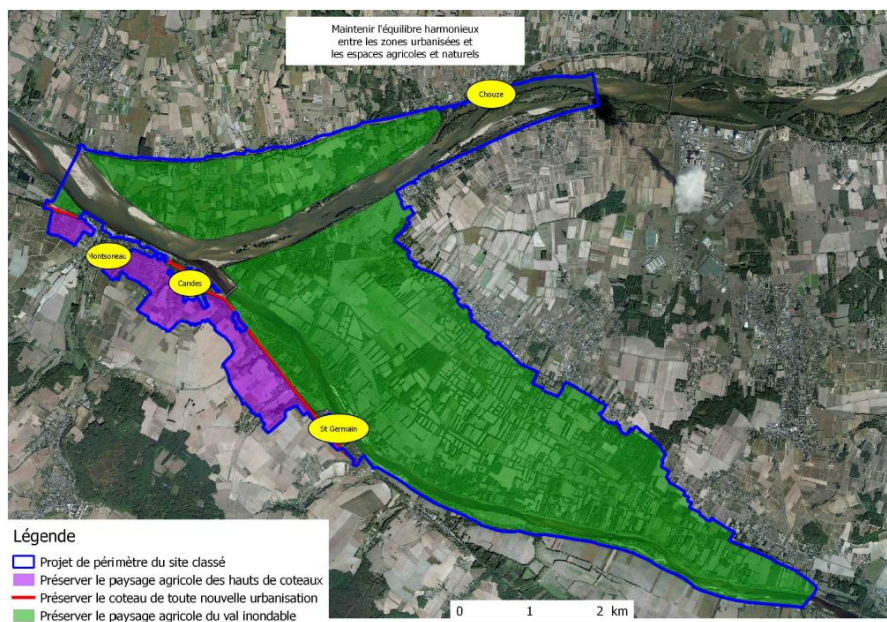 Maintenir l'équilibre harmonieux
entre les zones urbanisées et
les espaces agricoles et naturels
Chouze
Montsoreau
Candes
St Germain
Légende
Projet de périmètre du site classé
Préserver le paysage agricole des hauts de coteaux
Préserver le coteau de toute nouvelle urbanisation
Préserver le paysage agricole du val inondable
0 1 2 km